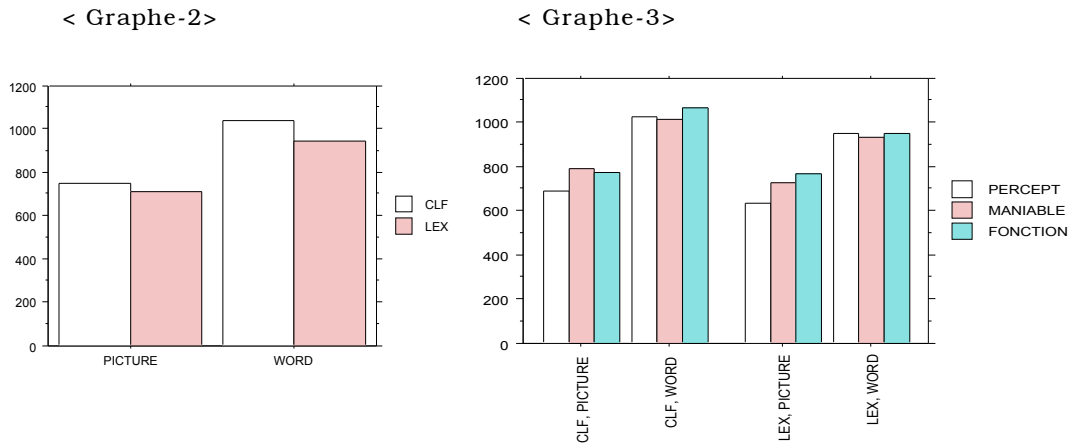 < Graphe-2>
1200
1000
800
600
400
200
0
PICTURE
WORD
CLF
LEX
< Graphe-3>
1200
1000
800
600
400
200
0
CLF, PICTURE
CLF, WORD
LEX, PICTURE
LEX, WORD
PERCEPT
MANIABLE
FONCTION